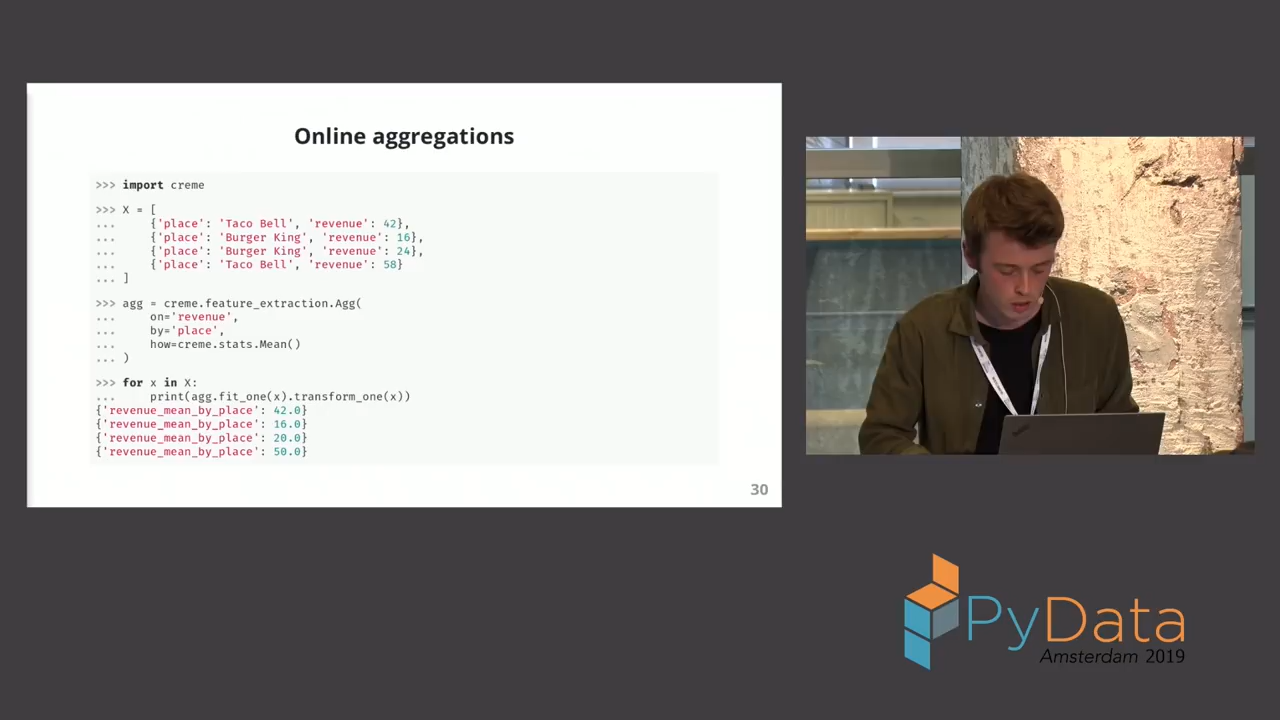 Online aggregations
>>> import creme
>>> X = [
...     {'place': 'Taco Bell', 'revenue': 42},
...     {'place': 'Burger King', 'revenue': 16},
...     {'place': 'Burger King', 'revenue': 24},
...     {'place': 'Taco Bell', 'revenue': 58}
... ]
>>> agg = creme.feature_extraction.Agg(
...     on='revenue',
...     by='place',
...     how=creme.stats.Mean()
... )
>>> for x in X:
...     print(agg.fit_one(x).transform_one(x))
{'revenue_mean_by_place': 42.0}
{'revenue_mean_by_place': 16.0}
{'revenue_mean_by_place': 20.0}
{'revenue_mean_by_place': 50.0}
30
PyData
Amsterdam 2019